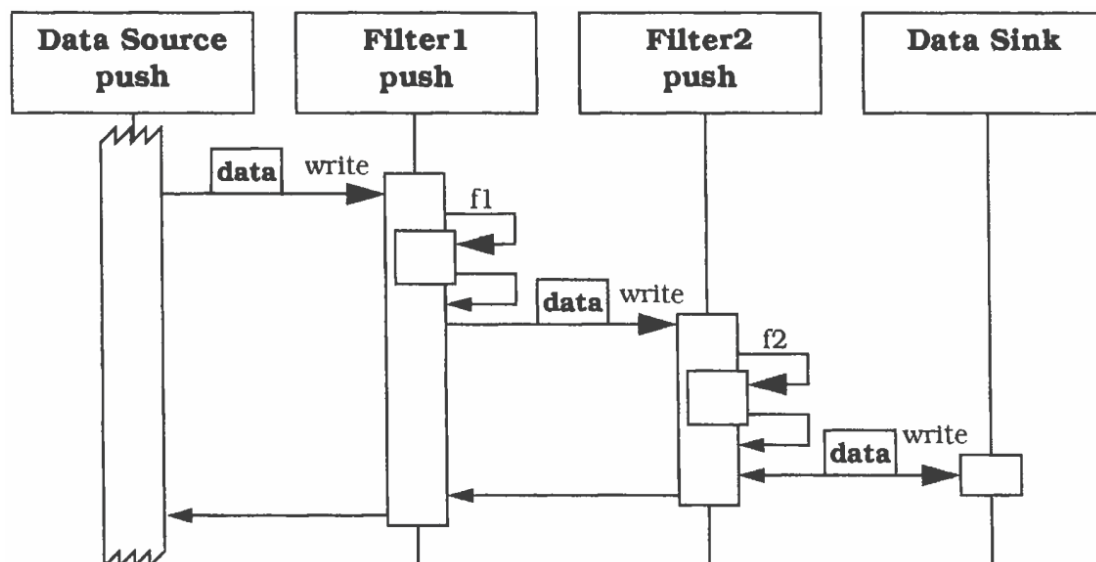 Data Source
push
Filter1
push
Filter2
push
Data Sink
data
write
f1
data
write
f2
data
write